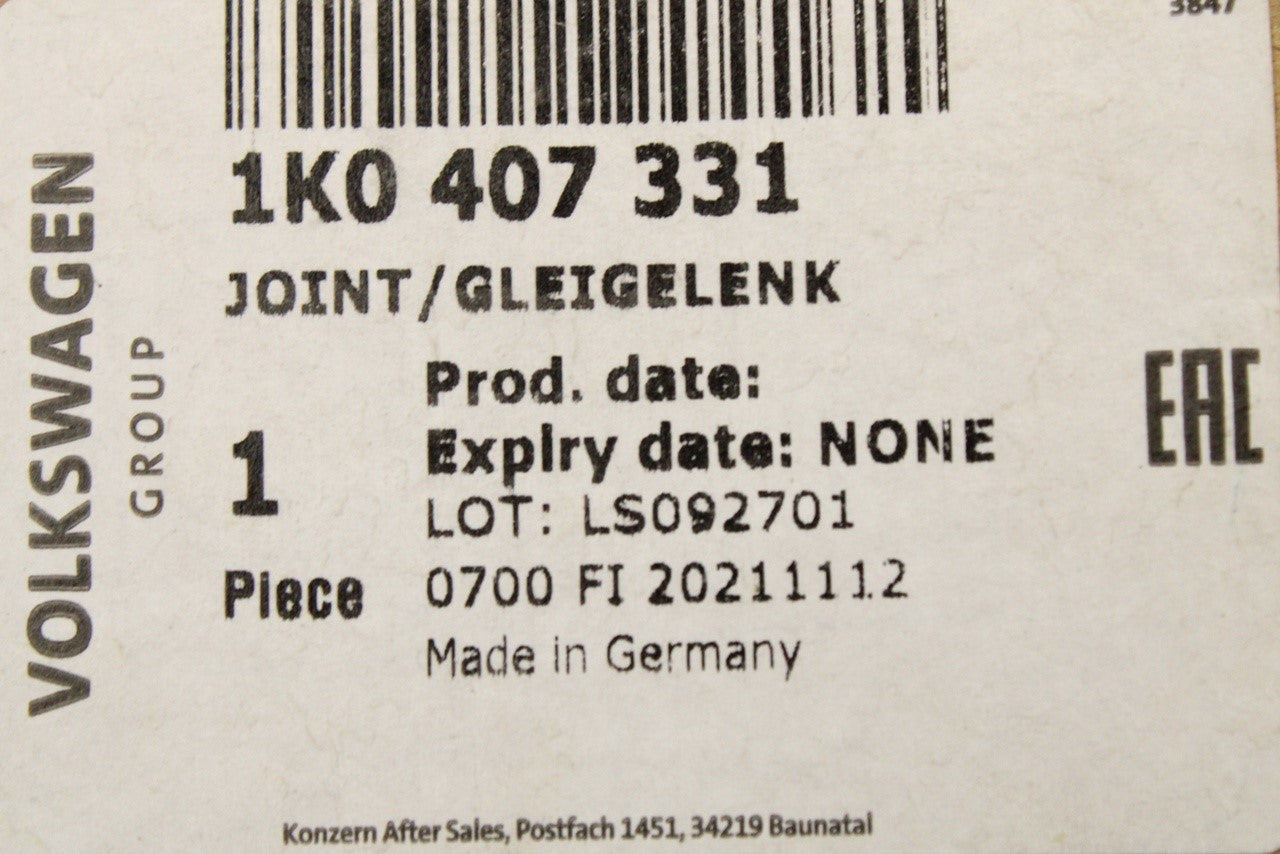 3847
1K0 407 331
JOINT/GLEIGELENK
Prod. date:
Expiry date: NONE
1
LOT: LS092701
Piece
0700 FI 20211112
Made in Germany
VOLKSWAGEN
GROUP
EAC
Konzern After Sales, Postfach 1451, 34219 Baunatal